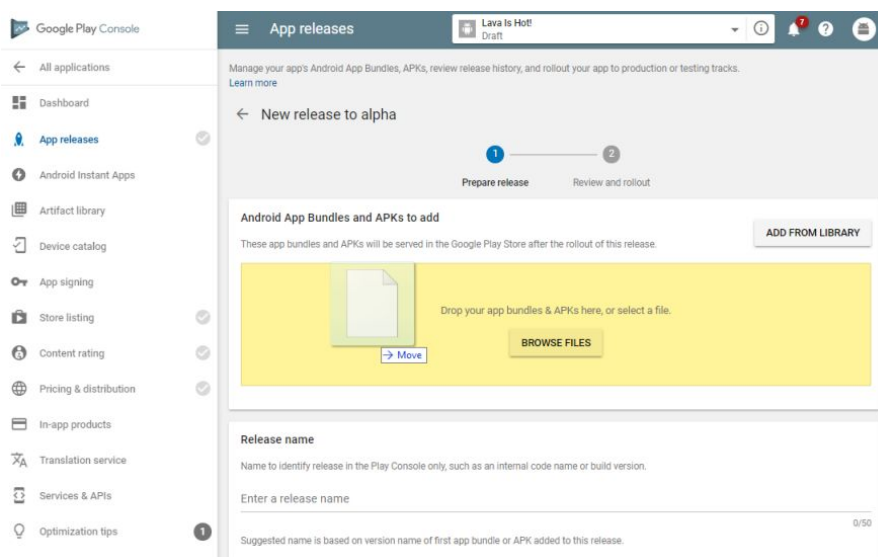 Google Play Console
App releases
Lava Is Hot!
Draft
7
All applications
Dashboard
App releases
Android Instant Apps
Artifact library
Device catalog
App signing
Store listing
Content rating
Pricing & distribution
In-app products
Translation service
Services & APIs
Optimization tips
1
Manage your app's Android App Bundles, APKs, review release history, and rollout your app to production or testing tracks.
Learn more
New release to alpha
1
2
Prepare release
Review and rollout
Android App Bundles and APKs to add
These app bundles and APKs will be served in the Google Play Store after the rollout of this release.
ADD FROM LIBRARY
Drop your app bundles & APKs here, or select a file.
BROWSE FILES
Move
Release name
Name to identify release in the Play Console only, such as an internal code name or build version.
Enter a release name
0/50
Suggested name is based on version name of first app bundle or APK added to this release.